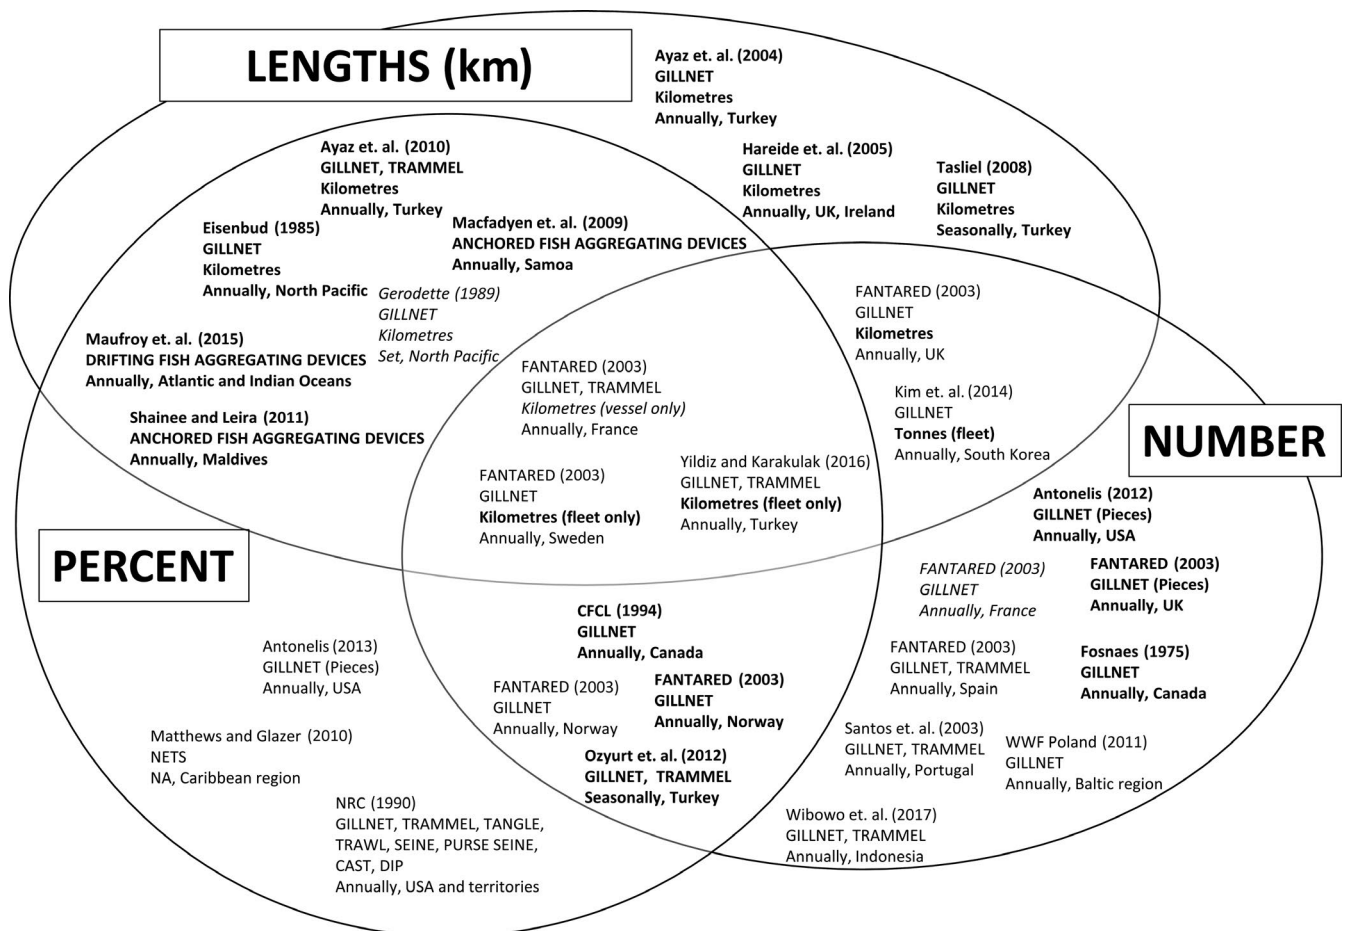 LENGTHS (km)
Ayaz et. al. (2004)
GILLNET
Kilometres
Annually, Turkey
Hareide et. al. (2005)
GILLNET
Kilometres
Annually, UK, Ireland
Tasliel (2008)
GILLNET
Kilometres
Seasonally, Turkey
Ayaz et. al. (2010)
GILLNET, TRAMMEL
Kilometres
Annually, Turkey
Eisenbud (1985)
GILLNET
Kilometres
Annually, North Pacific
Macfadyen et. al. (2009)
ANCHORED FISH AGGREGATING DEVICES
Annually, Samoa
Gerodette (1989)
GILLNET
Kilometres
Set, North Pacific
Maufroy et. al. (2015)
DRIFTING FISH AGGREGATING DEVICES
Annually, Atlantic and Indian Oceans
Shainee and Leira (2011)
ANCHORED FISH AGGREGATING DEVICES
Annually, Maldives
FANTARED (2003)
GILLNET
Kilometres
Annually, UK
Kim et. al. (2014)
GILLNET
Tonnes (fleet)
Annually, South Korea
FANTARED (2003)
GILLNET, TRAMMEL
Kilometres (vessel only)
Annually, France
FANTARED (2003)
GILLNET
Kilometres (fleet only)
Annually, Sweden
Yildiz and Karakulak (2016)
GILLNET, TRAMMEL
Kilometres (fleet only)
Annually, Turkey
NUMBER
Antonelis (2012)
GILLNET (Pieces)
Annually, USA
FANTARED (2003)
GILLNET
Annually, France
FANTARED (2003)
GILLNET (Pieces)
Annually, UK
FANTARED (2003)
GILLNET, TRAMMEL
Annually, Spain
Fosnaes (1975)
GILLNET
Annually, Canada
Santos et. al. (2003)
GILLNET, TRAMMEL
Annually, Portugal
WWF Poland (2011)
GILLNET
Annually, Baltic region
Wibowo et. al. (2017)
GILLNET, TRAMMEL
Annually, Indonesia
PERCENT
CFCL (1994)
GILLNET
Annually, Canada
FANTARED (2003)
GILLNET
Annually, Norway
FANTARED (2003)
GILLNET
Annually, Norway
Ozyurt et. al. (2012)
GILLNET, TRAMMEL
Seasonally, Turkey
Antonelis (2013)
GILLNET (Pieces)
Annually, USA
Matthews and Glazer (2010)
NETS
NA, Caribbean region
NRC (1990)
GILLNET, TRAMMEL, TANGLE,
TRAWL, SEINE, PURSE SEINE,
CAST, DIP
Annually, USA and territories